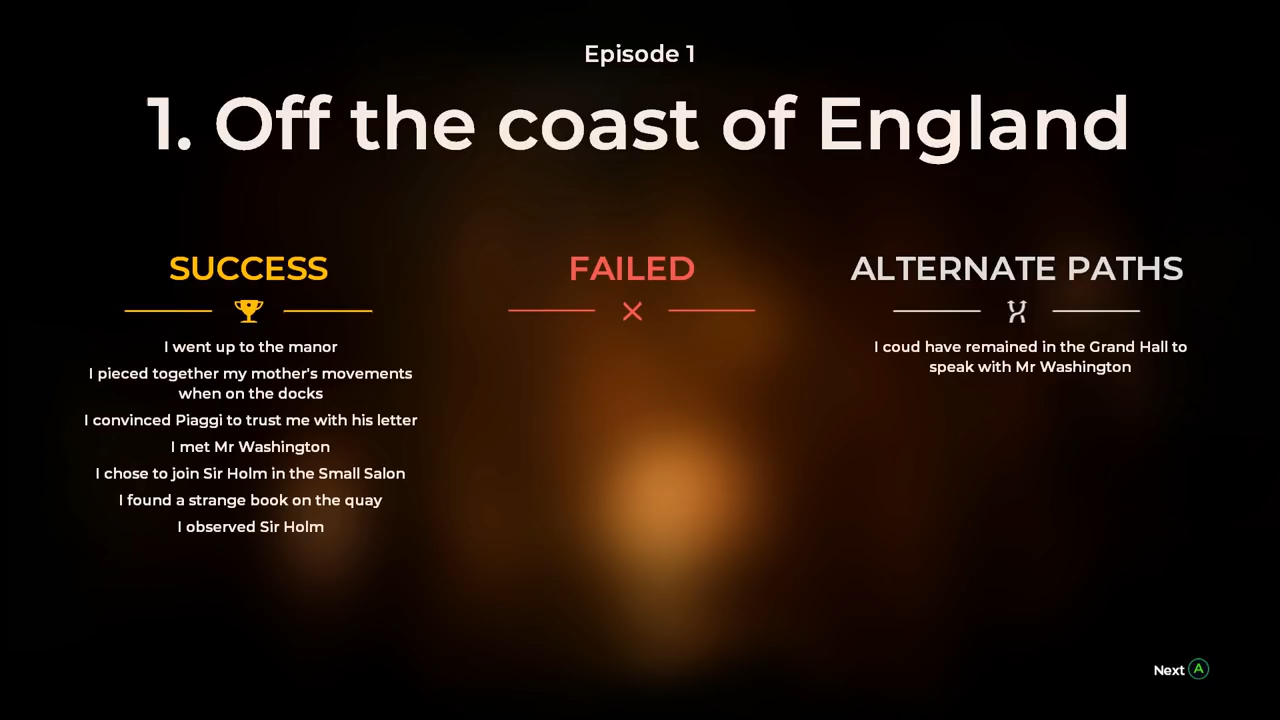 Episode 1
1. Off the coast of England
SUCCESS
I went up to the manor
I pieced together my mother's movements
when on the docks
I convinced Piaggi to trust me with his letter
I met Mr Washington
I chose to join Sir Holm in the Small Salon
I found a strange book on the quay
I observed Sir Holm
FAILED
ALTERNATE PATHS
I coud have remained in the Grand Hall to
speak with Mr Washington
Next A